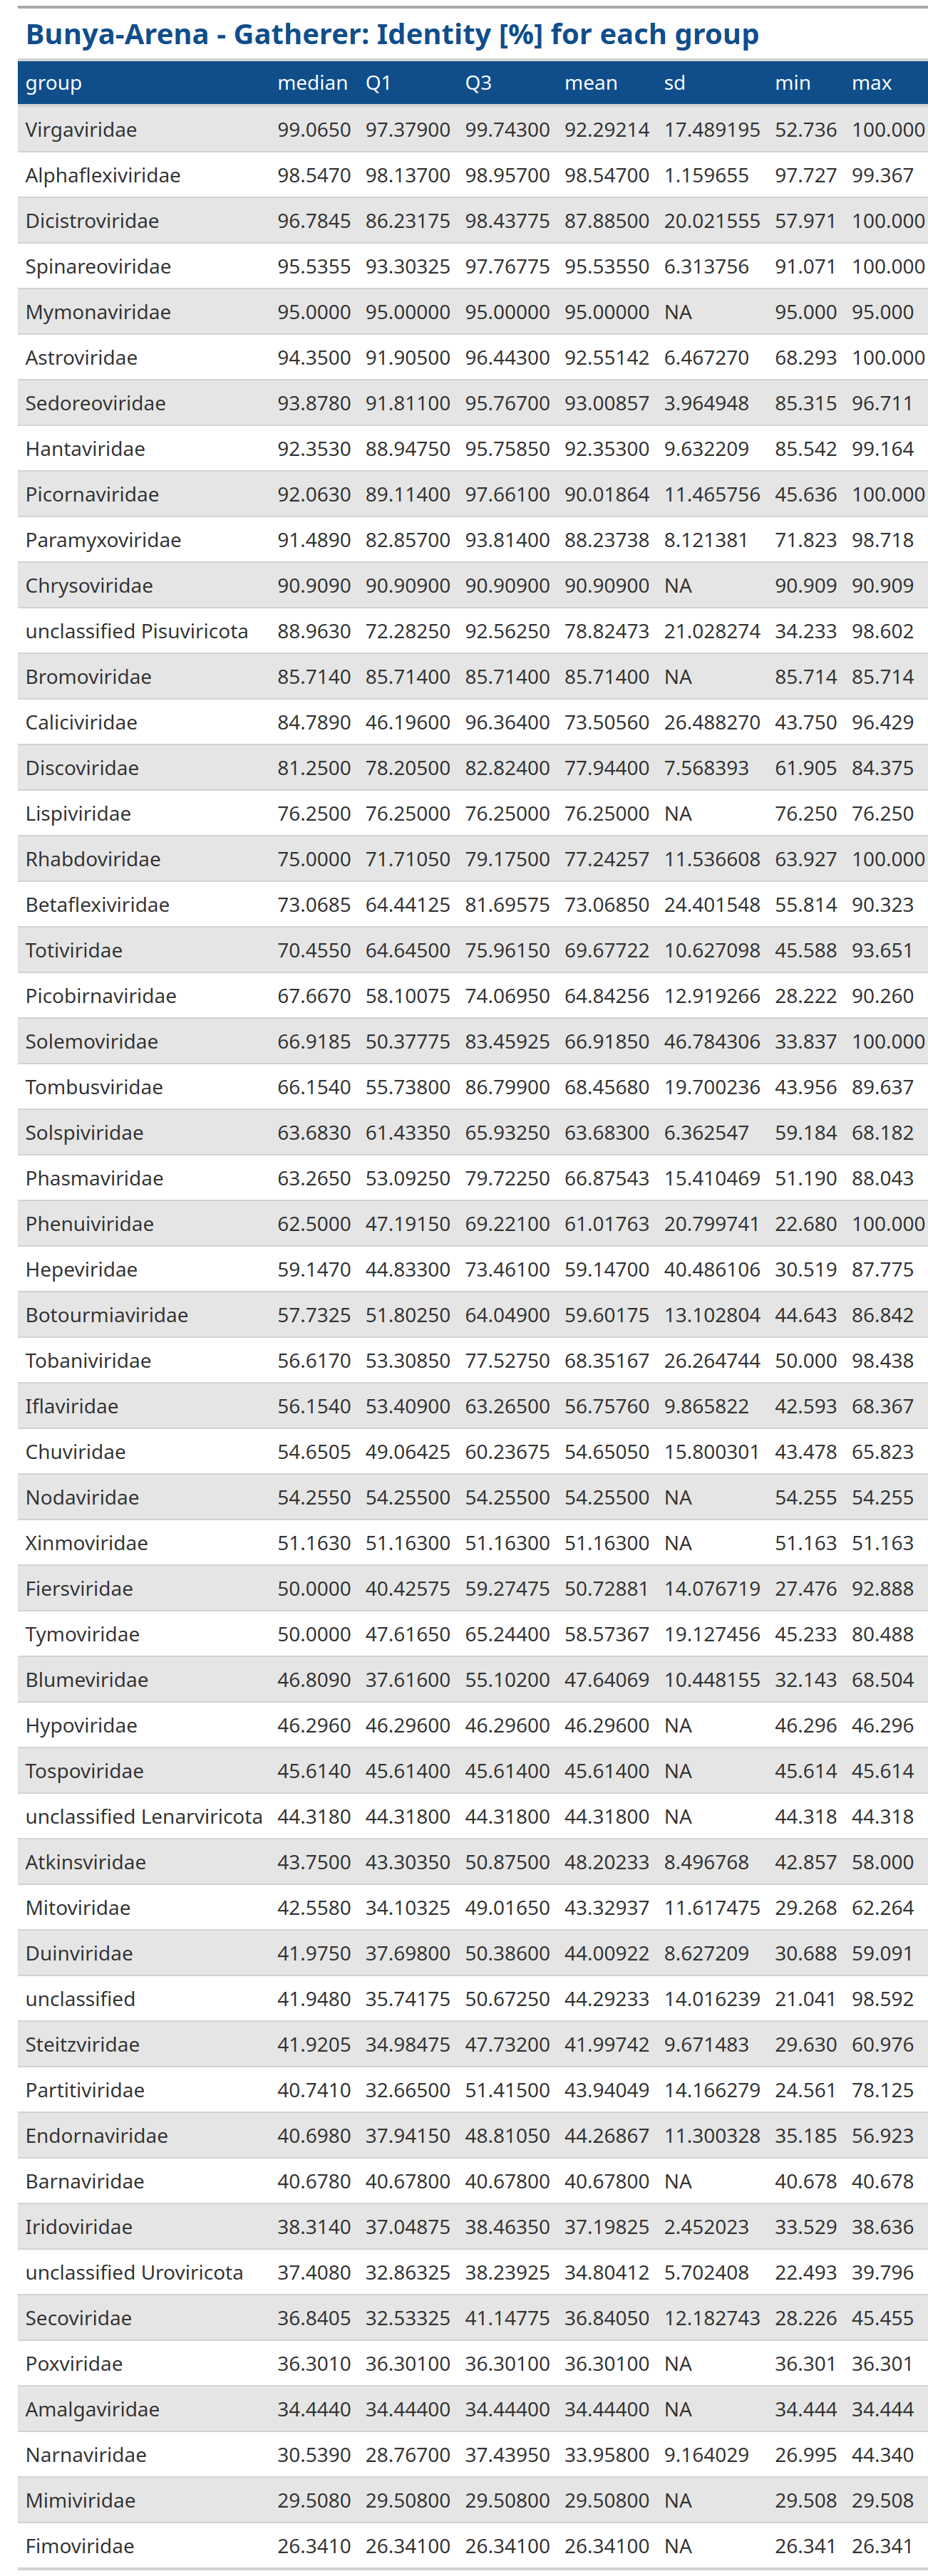 Bunya-Arena - Gatherer: Identity [%] for each group
group median Q1 Q3 mean sd min max
Virgaviridae 99.0650 97.37900 99.74300 92.29214 17.489195 52.736 100.000
Alphaflexiviridae 98.5470 98.13700 98.95700 98.54700 1.159655 97.727 99.367
Dicistroviridae 96.7845 86.23175 98.43775 87.88500 20.021555 57.971 100.000
Spinareoviridae 95.5355 93.30325 97.76775 95.53550 6.313756 91.071 100.000
Mymonaviridae 95.0000 95.00000 95.00000 95.00000 NA 95.000 95.000
Astroviridae 94.3500 91.90500 96.44300 92.55142 6.467270 68.293 100.000
Sedoreoviridae 93.8780 91.81100 95.76700 93.00857 3.964948 85.315 96.711
Hantaviridae 92.3530 88.94750 95.75850 92.35300 9.632209 85.542 99.164
Picornaviridae 92.0630 89.11400 97.66100 90.01864 11.465756 45.636 100.000
Paramyxoviridae 91.4890 82.85700 93.81400 88.23738 8.121381 71.823 98.718
Chrysoviridae 90.9090 90.90900 90.90900 90.90900 NA 90.909 90.909
unclassified Pisuviricota 88.9630 72.28250 92.56250 78.82473 21.028274 34.233 98.602
Bromoviridae 85.7140 85.71400 85.71400 85.71400 NA 85.714 85.714
Caliciviridae 84.7890 46.19600 96.36400 73.50560 26.488270 43.750 96.429
Discoviridae 81.2500 78.20500 82.82400 77.94400 7.568393 61.905 84.375
Lispiviridae 76.2500 76.25000 76.25000 76.25000 NA 76.250 76.250
Rhabdoviridae 75.0000 71.71050 79.17500 77.24257 11.536608 63.927 100.000
Betaflexiviridae 73.0685 64.44125 81.69575 73.06850 24.401548 55.814 90.323
Totiviridae 70.4550 64.64500 75.96150 69.67722 10.627098 45.588 93.651
Picobirnaviridae 67.6670 58.10075 74.06950 64.84256 12.919266 28.222 90.260
Solemoviridae 66.9185 50.37775 83.45925 66.91850 46.784306 33.837 100.000
Tombusviridae 66.1540 55.73800 86.79900 68.45680 19.700236 43.956 89.637
Solspiviridae 63.6830 61.43350 65.93250 63.68300 6.362547 59.184 68.182
Phasmaviridae 63.2650 53.09250 79.72250 66.87543 15.410469 51.190 88.043
Phenuiviridae 62.5000 47.19150 69.22100 61.01763 20.799741 22.680 100.000
Hepeviridae 59.1470 44.83300 73.46100 59.14700 40.486106 30.519 87.775
Botourmiaviridae 57.7325 51.80250 64.04900 59.60175 13.102804 44.643 86.842
Tobaniviridae 56.6170 53.30850 77.52750 68.35167 26.264744 50.000 98.438
Iflaviridae 56.1540 53.40900 63.26500 56.75760 9.865822 42.593 68.367
Chuviridae 54.6505 49.06425 60.23675 54.65050 15.800301 43.478 65.823
Nodaviridae 54.2550 54.25500 54.25500 54.25500 NA 54.255 54.255
Xinmoviridae 51.1630 51.16300 51.16300 51.16300 NA 51.163 51.163
Fiersviridae 50.0000 40.42575 59.27475 50.72881 14.076719 27.476 92.888
Tymoviridae 50.0000 47.61650 65.24400 58.57367 19.127456 45.233 80.488
Blumeviridae 46.8090 37.61600 55.10200 47.64069 10.448155 32.143 68.504
Hypoviridae 46.2960 46.29600 46.29600 46.29600 NA 46.296 46.296
Tospoviridae 45.6140 45.61400 45.61400 45.61400 NA 45.614 45.614
unclassified Lenarviricota 44.3180 44.31800 44.31800 44.31800 NA 44.318 44.318
Atkinsviridae 43.7500 43.30350 50.87500 48.20233 8.496768 42.857 58.000
Mitoviridae 42.5580 34.10325 49.01650 43.32937 11.617475 29.268 62.264
Duinviridae 41.9750 37.69800 50.38600 44.00922 8.627209 30.688 59.091
unclassified 41.9480 35.74175 50.67250 44.29233 14.016239 21.041 98.592
Steitzviridae 41.9205 34.98475 47.73200 41.99742 9.671483 29.630 60.976
Partitiviridae 40.7410 32.66500 51.41500 43.94049 14.166279 24.561 78.125
Endornaviridae 40.6980 37.94150 48.81050 44.26867 11.300328 35.185 56.923
Barnaviridae 40.6780 40.67800 40.67800 40.67800 NA 40.678 40.678
Iridoviridae 38.3140 37.04875 38.46350 37.19825 2.452023 33.529 38.636
unclassified Uroviricota 37.4080 32.86325 38.23925 34.80412 5.702408 22.493 39.796
Secoviridae 36.8405 32.53325 41.14775 36.84050 12.182743 28.226 45.455
Poxviridae 36.3010 36.30100 36.30100 36.30100 NA 36.301 36.301
Amalgaviridae 34.4440 34.44400 34.44400 34.44400 NA 34.444 34.444
Narnaviridae 30.5390 28.76700 37.43950 33.95800 9.164029 26.995 44.340
Mimiviridae 29.5080 29.50800 29.50800 29.50800 NA 29.508 29.508
Fimoviridae 26.3410 26.34100 26.34100 26.34100 NA 26.341 26.341